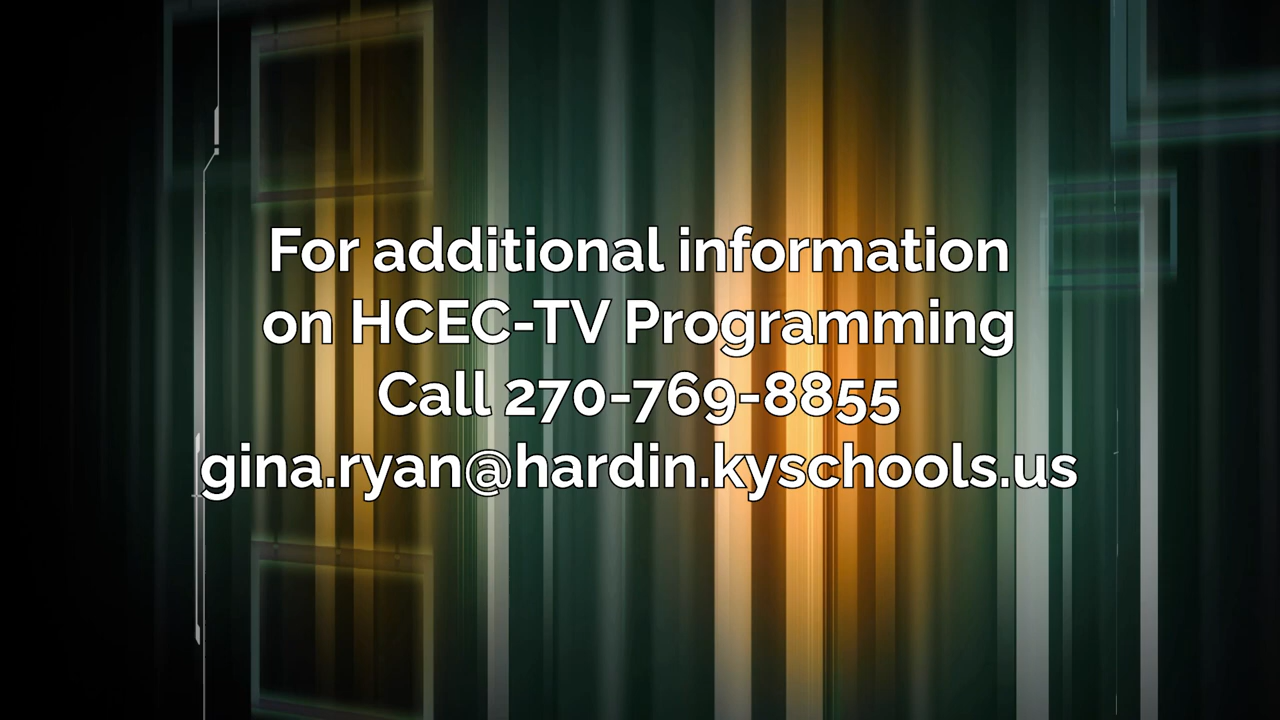 For additional information
on HCEC-TV Programming
Call 270-769-8855
gina.ryan@hardin.kyschools.us